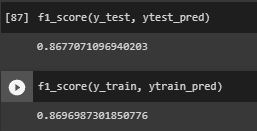 [87] f1_score(y_test, ytest_pred)
0.8677071096940203
f1_score(y_train, ytrain_pred)
0.8696987301850776